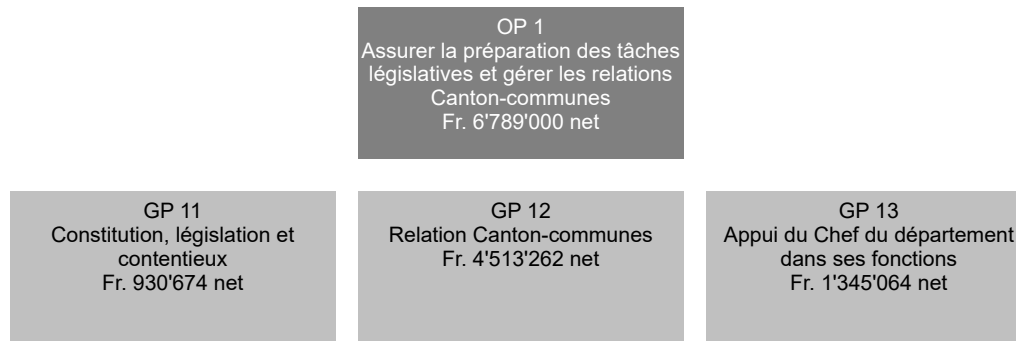 OP 1
Assurer la préparation des tâches
législatives et gérer les relations
Canton-communes
Fr. 6'789'000 net
GP 11
Constitution, législation et
contentieux
Fr. 930'674 net
GP 12
Relation Canton-communes
Fr. 4'513'262 net
GP 13
Appui du Chef du département
dans ses fonctions
Fr. 1'345'064 net